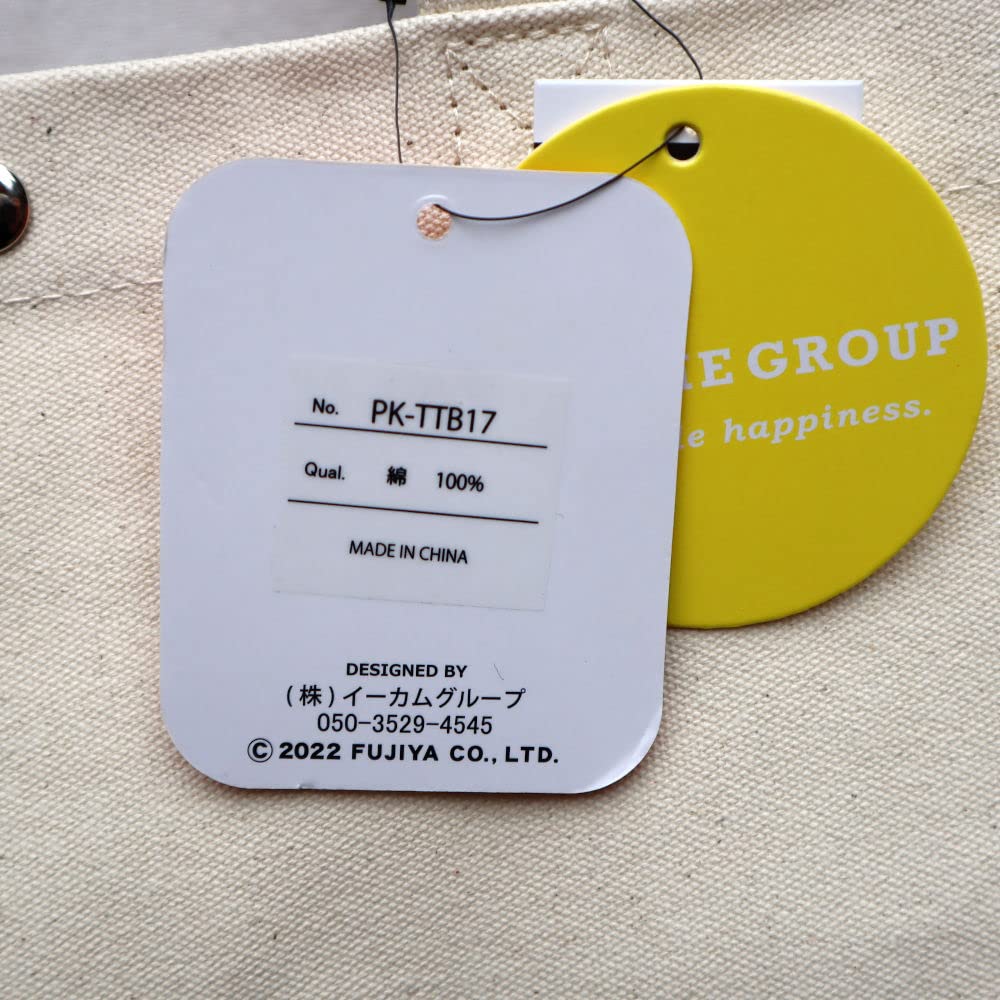 No. PK-TTB17
Qual. 綿 100%
MADE IN CHINA
DESIGNED BY
(株)イーカムグループ
050-3529-4545
© 2022 FUJIYA CO., LTD.
GROUP
happiness.